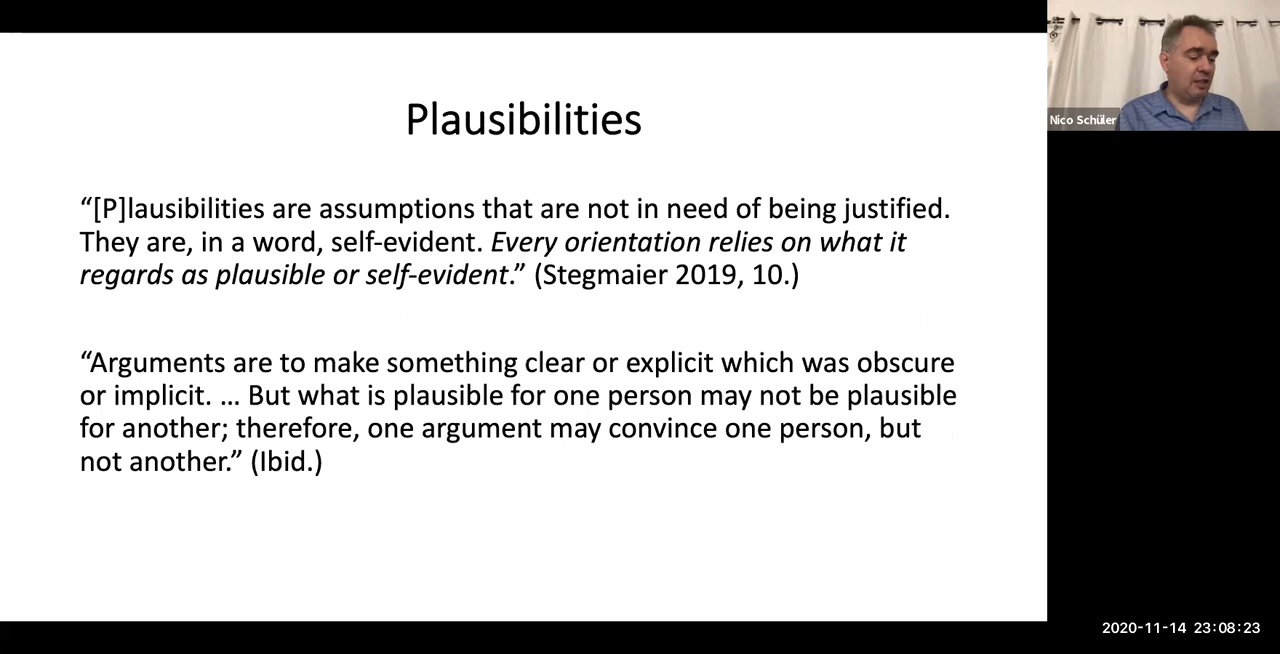 Plausibilities
“[P]lausibilities are assumptions that are not in need of being justified.
They are, in a word, self-evident. Every orientation relies on what it
regards as plausible or self-evident.” (Stegmaier 2019, 10.)
“Arguments are to make something clear or explicit which was obscure
or implicit. … But what is plausible for one person may not be plausible
for another; therefore, one argument may convince one person, but
not another.” (Ibid.)
Nico Schüler
2020-11-14 23:08:23